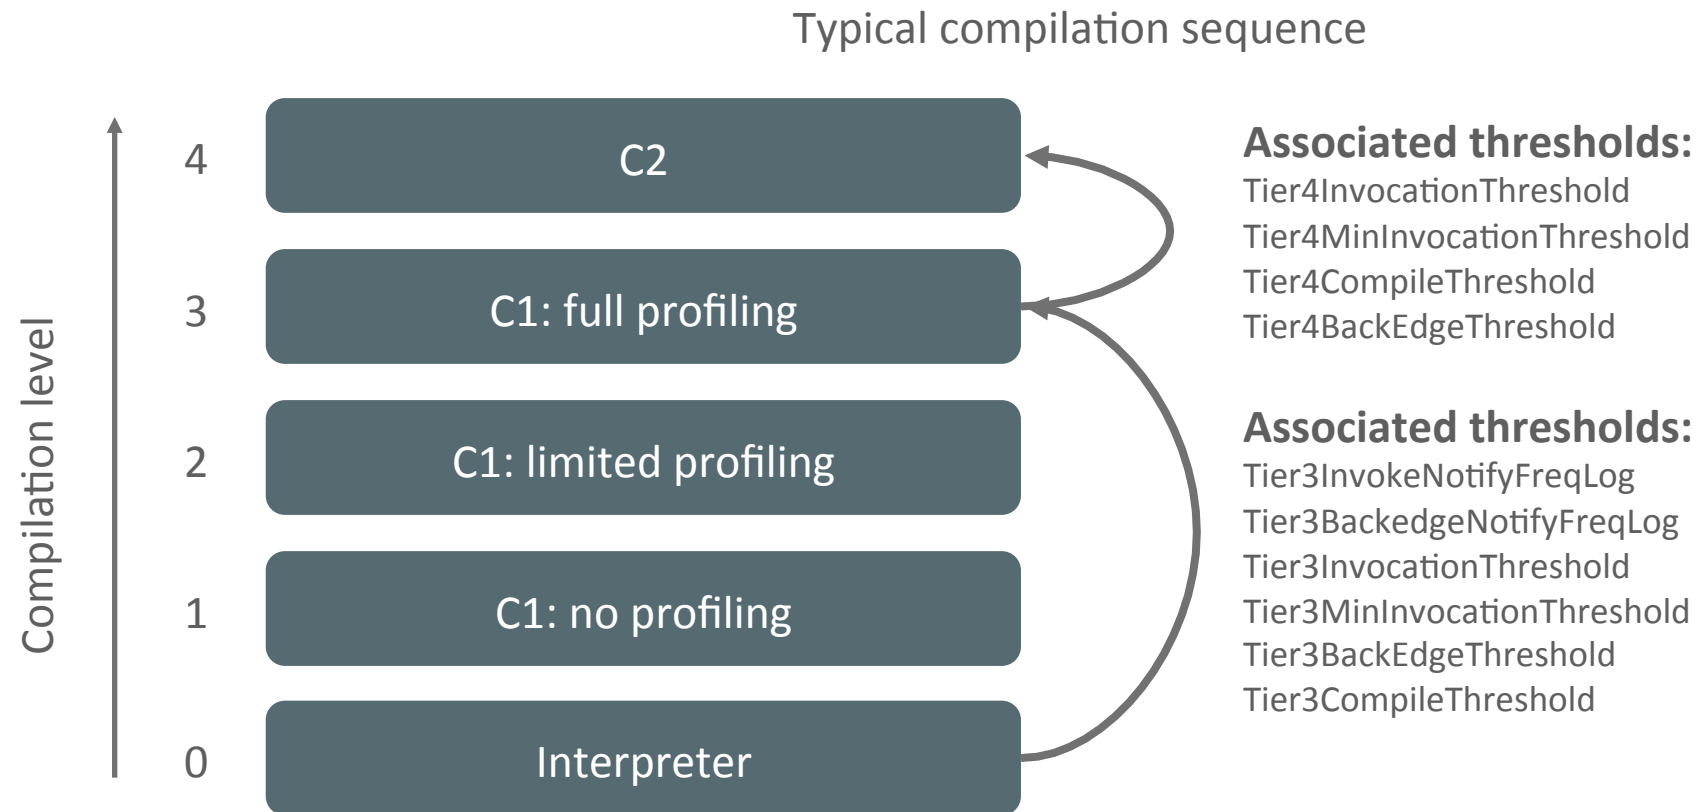 Typical compilation sequence
Compilation level
4
C2
3
C1: full profiling
2
C1: limited profiling
1
C1: no profiling
0
Interpreter
Associated thresholds:
Tier4InvocationThreshold
Tier4MinInvocationThreshold
Tier4CompileThreshold
Tier4BackEdgeThreshold
Associated thresholds:
Tier3InvokeNotifyFreqLog
Tier3BackedgeNotifyFreqLog
Tier3InvocationThreshold
Tier3MinInvocationThreshold
Tier3BackEdgeThreshold
Tier3CompileThreshold